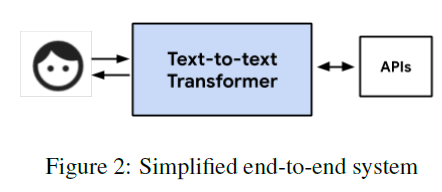 Text-to-text
Transformer
APIs
Figure 2: Simplified end-to-end system